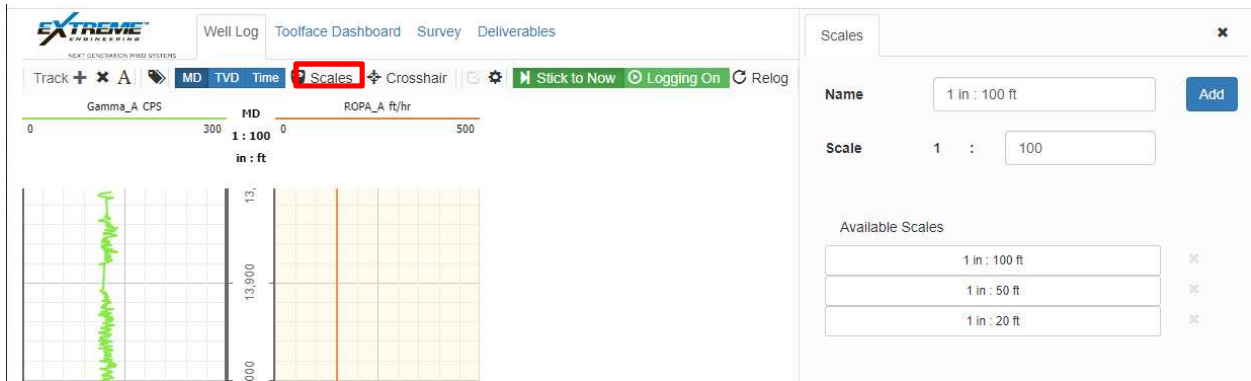 EXTREME
ENGINEERING
NEXT GENERATION MWD SYSTEMS
Well Log Toolface Dashboard Survey Deliverables
Track A MD TVD Time Scales Crosshair Stick to Now Logging On Relog
Gamma_A CPS
0 300
MD
1 : 100
in : ft
ROPA_A ft/hr
0 500
13,
13,900
000
Scales
Name 1 in : 100 ft Add
Scale 1 : 100
Available Scales
1 in : 100 ft
1 in : 50 ft
1 in : 20 ft